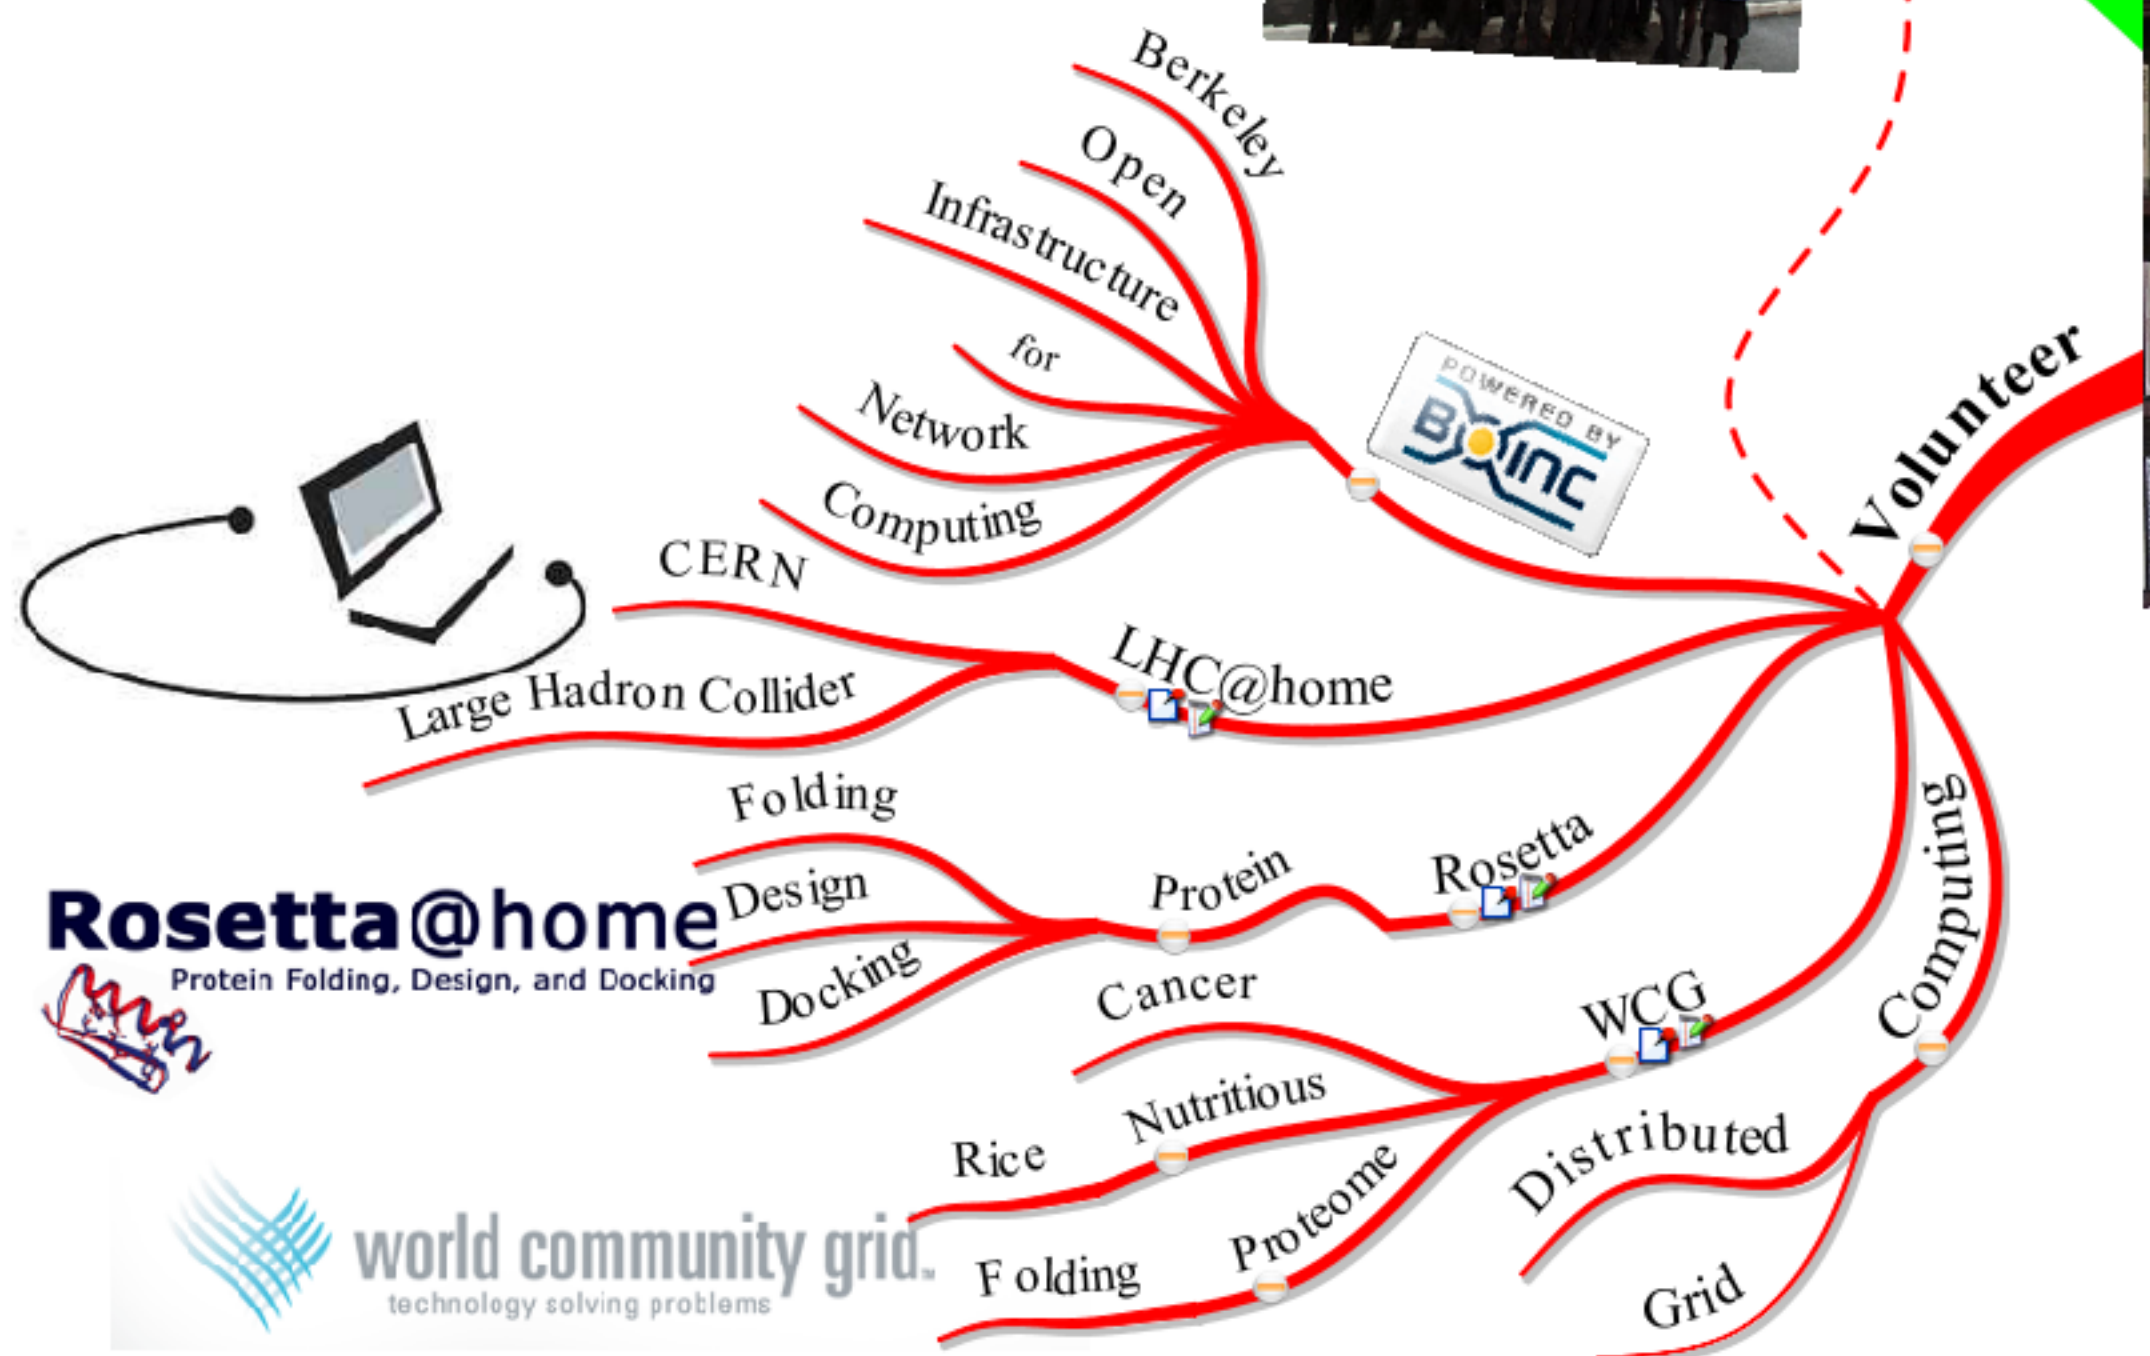 Berkeley
Open
Infrastructure
for
Network
Computing
POWERED BY
BOINC
Volunteer
CERN
Large Hadron Collider
LHC@home
Folding
Design
Docking
Protein
Rosetta
Rosetta@home
Protein Folding, Design, and Docking
Cancer
Nutritious
Rice
Proteome
Folding
WCG
Computing
Distributed
Grid
world community grid™
technology solving problems